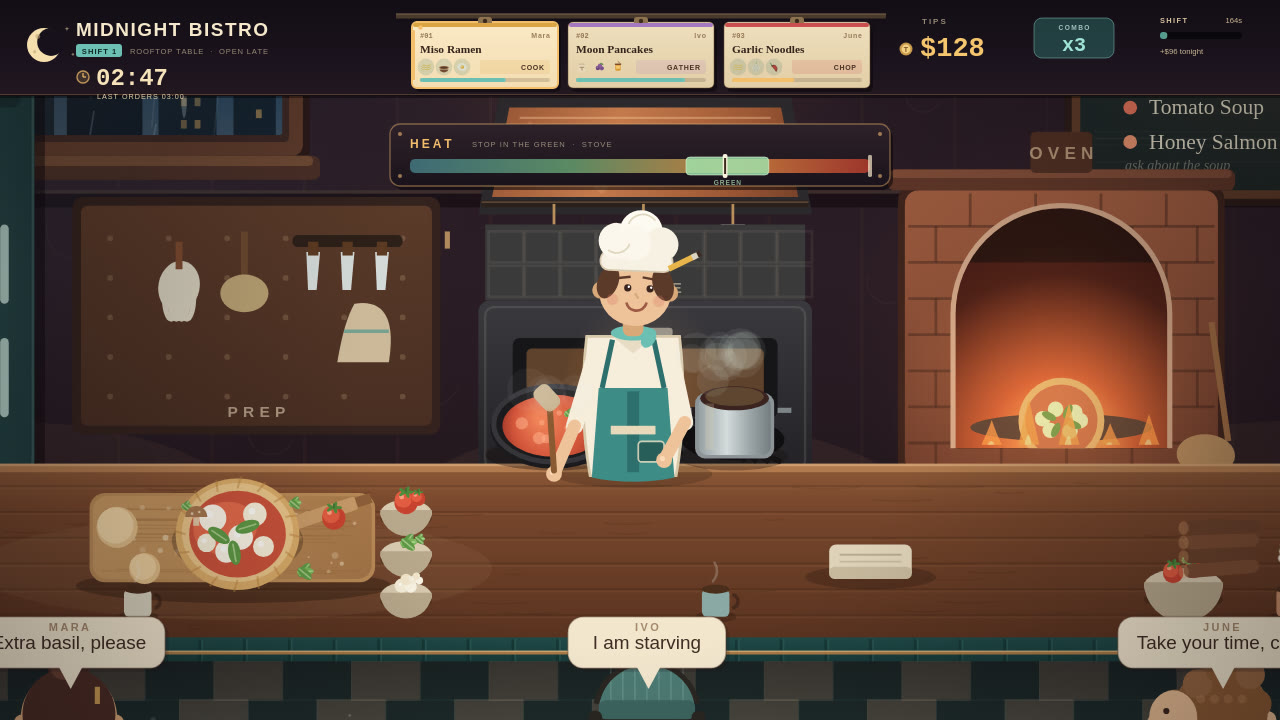 MIDNIGHT BISTRO
SHIFT 1 ROOFTOP TABLE · OPEN LATE
02:47
LAST ORDERS 03:00
#01 Mara
Miso Ramen
COOK
#02 Ivo
Moon Pancakes
GATHER
#03 June
Garlic Noodles
CHOP
TIPS
$128
COMBO
x3
SHIFT 164s
+$96 tonight
HEAT STOP IN THE GREEN · STOVE
GREEN
Tomato Soup
Honey Salmon
ask about the soup
OVEN
PREP
MARA
Extra basil, please
IVO
I am starving
JUNE
Take your time, c